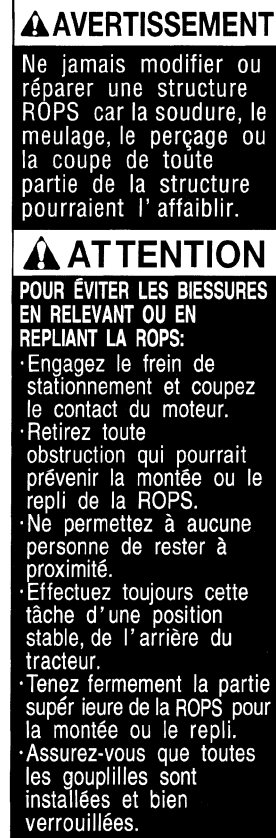 AVERTISSEMENT
Ne jamais modifier ou
réparer une structure
ROPS car la soudure, le
meulage, le perçage ou
la coupe de toute
partie de la structure
pourraient l'affaiblir.
ATTENTION
POUR ÉVITER LES BIESSURES
EN RELEVANT OU EN
REPLIANT LA ROPS:
·Engagez le frein de
stationnement et coupez
le contact du moteur.
·Retirez toute
obstruction qui pourrait
prévenir la montée ou le
repli de la ROPS.
·Ne permettez à aucune
personne de rester à
proximité.
·Effectuez toujours cette
tâche d'une position
stable, de l'arrière du
tracteur.
·Tenez fermement la partie
supér ieure de la ROPS pour
la montée ou le repli.
·Assurez-vous que toutes
les gouplilles sont
installées et bien
verrouillées.